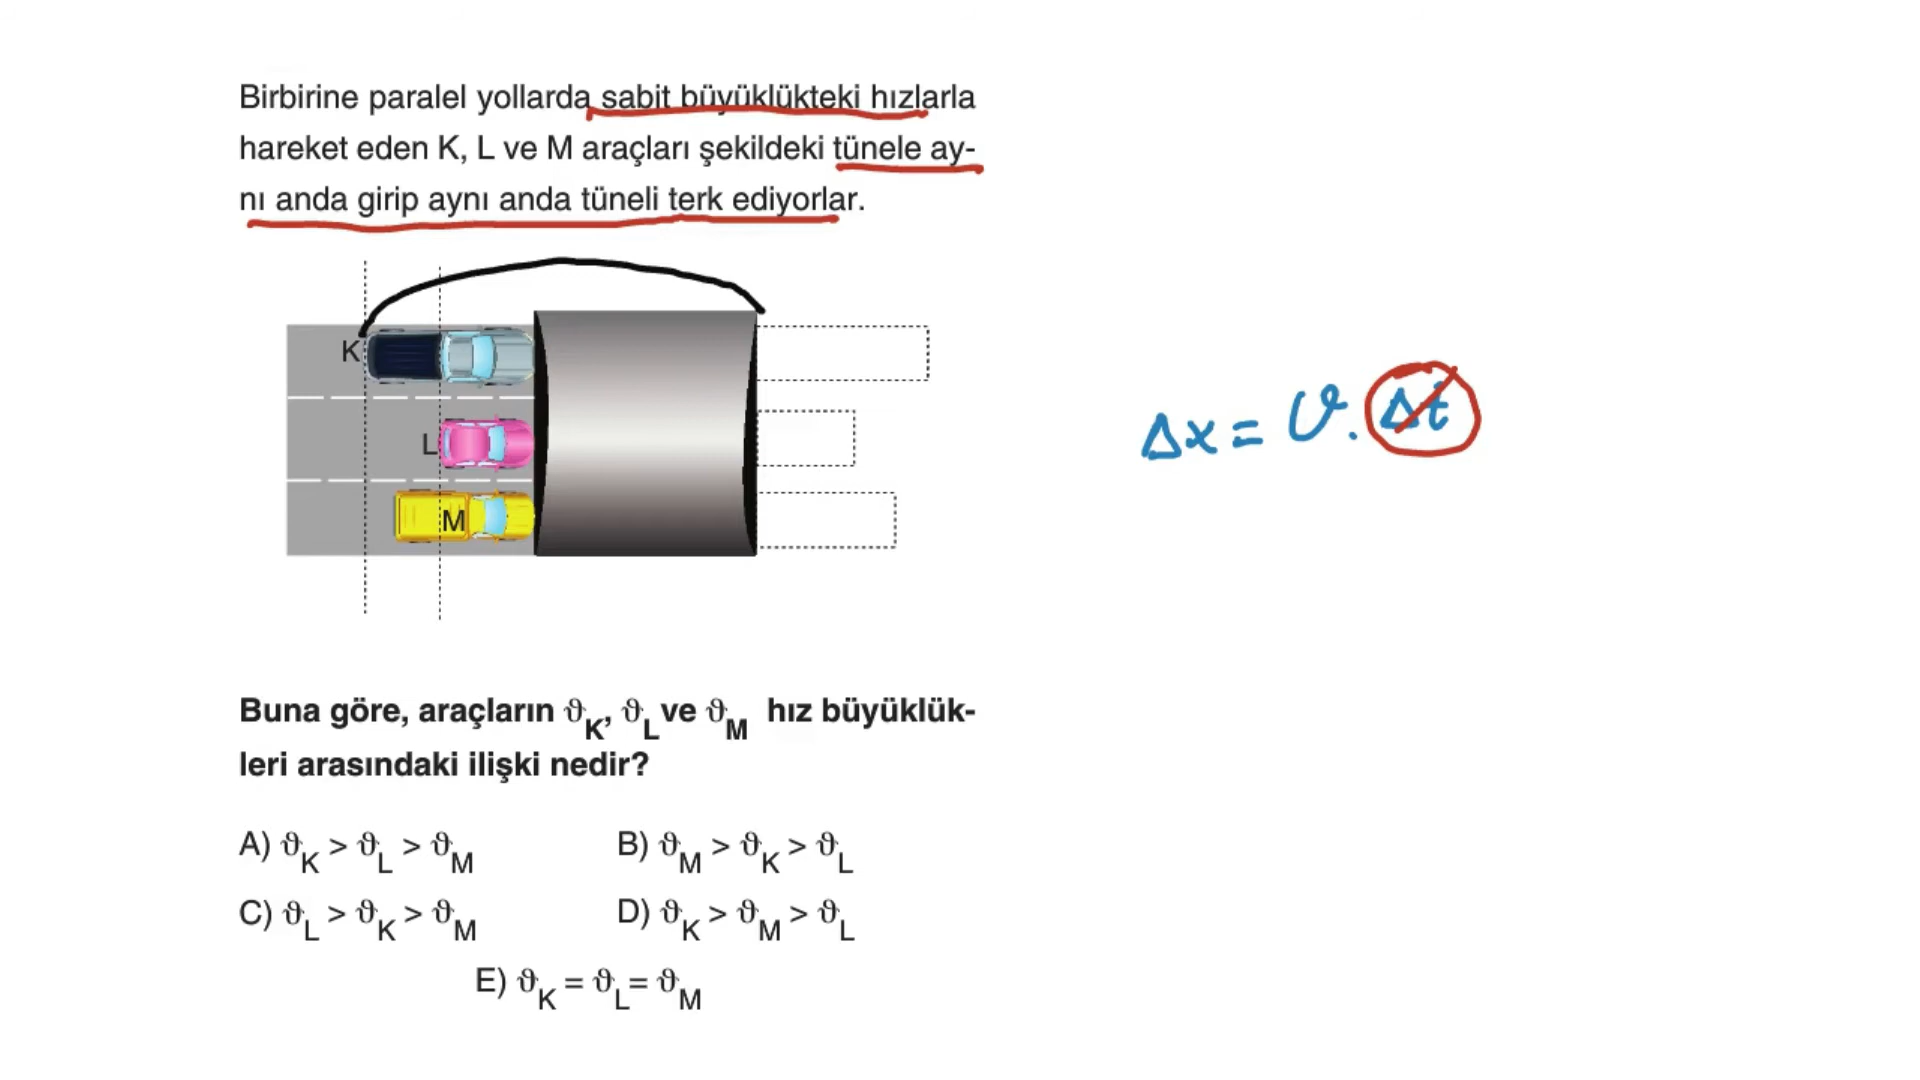 Birbirine paralel yollarda sabit büyüklükteki hızlarla
hareket eden K, L ve M araçları şekildeki tünele ay-
nı anda girip aynı anda tüneli terk ediyorlar.
K
L
M
Δx = ϑ. Δt
Buna göre, araçların ϑK, ϑL ve ϑM hız büyüklük-
leri arasındaki ilişki nedir?
A) ϑK > ϑL > ϑM
B) ϑM > ϑK > ϑL
C) ϑL > ϑK > ϑM
D) ϑK > ϑM > ϑL
E) ϑK = ϑL = ϑM